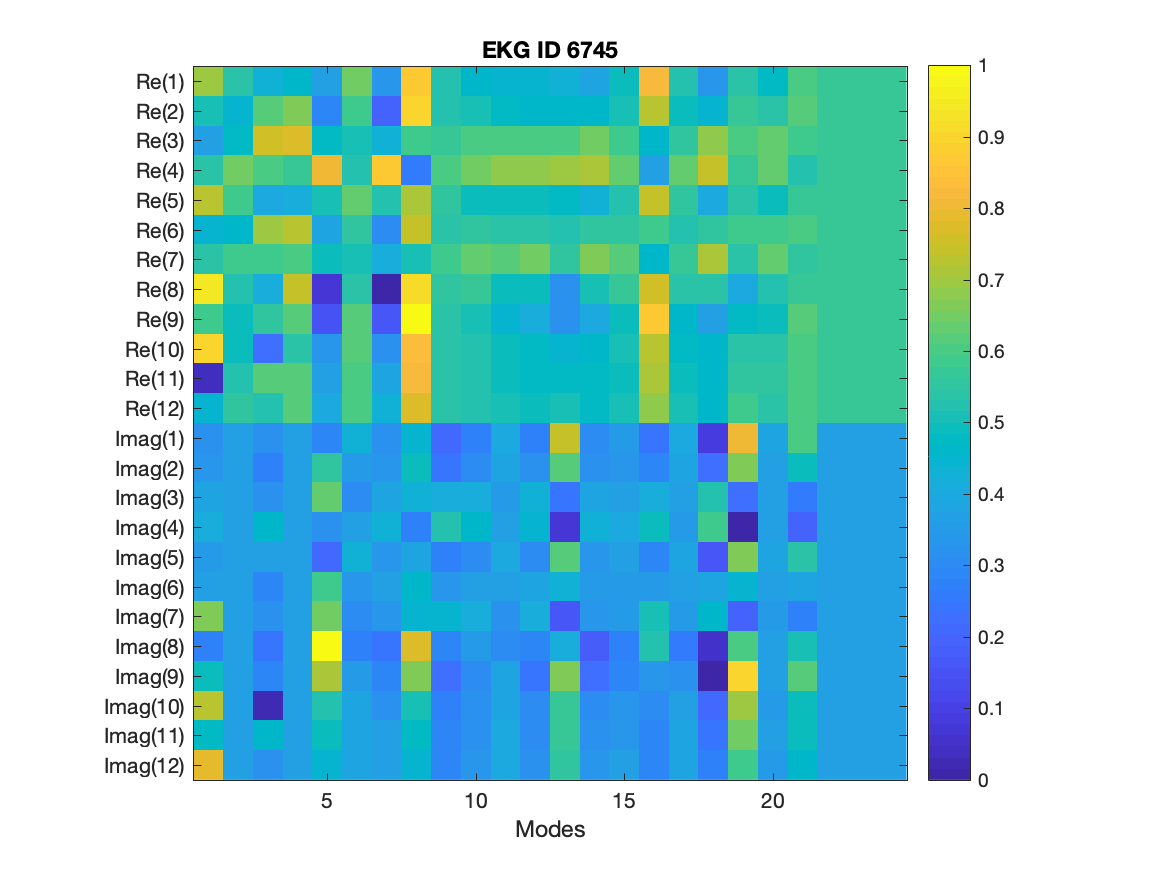 EKG ID 6745
Re(1)
Re(2)
Re(3)
Re(4)
Re(5)
Re(6)
Re(7)
Re(8)
Re(9)
Re(10)
Re(11)
Re(12)
Imag(1)
Imag(2)
Imag(3)
Imag(4)
Imag(5)
Imag(6)
Imag(7)
Imag(8)
Imag(9)
Imag(10)
Imag(11)
Imag(12)
5 10 15 20
Modes
1
0.9
0.8
0.7
0.6
0.5
0.4
0.3
0.2
0.1
0